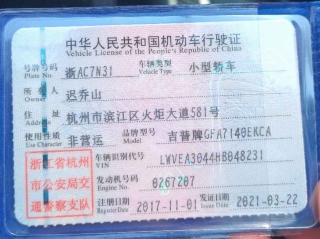 中华人民共和国机动车行驶证
Vehicle License of the People's Republic of China
号牌号码 浙AC7N31 车辆类型 小型轿车
Plate No. Vehicle Type
所有人 迟乔山
Owner
住址 杭州市滨江区火炬大道581号
Address
使用性质 非营运 品牌型号 吉普牌GFA7140EKCA
Use Character Model
浙江省杭州 车辆识别代号 LWVEA3044HB048231
VIN
市公安局交 发动机号码 0267207
Engine No.
通警察支队 注册日期 2017-11-01 发证日期 2021-03-22
Register Date Issue Date